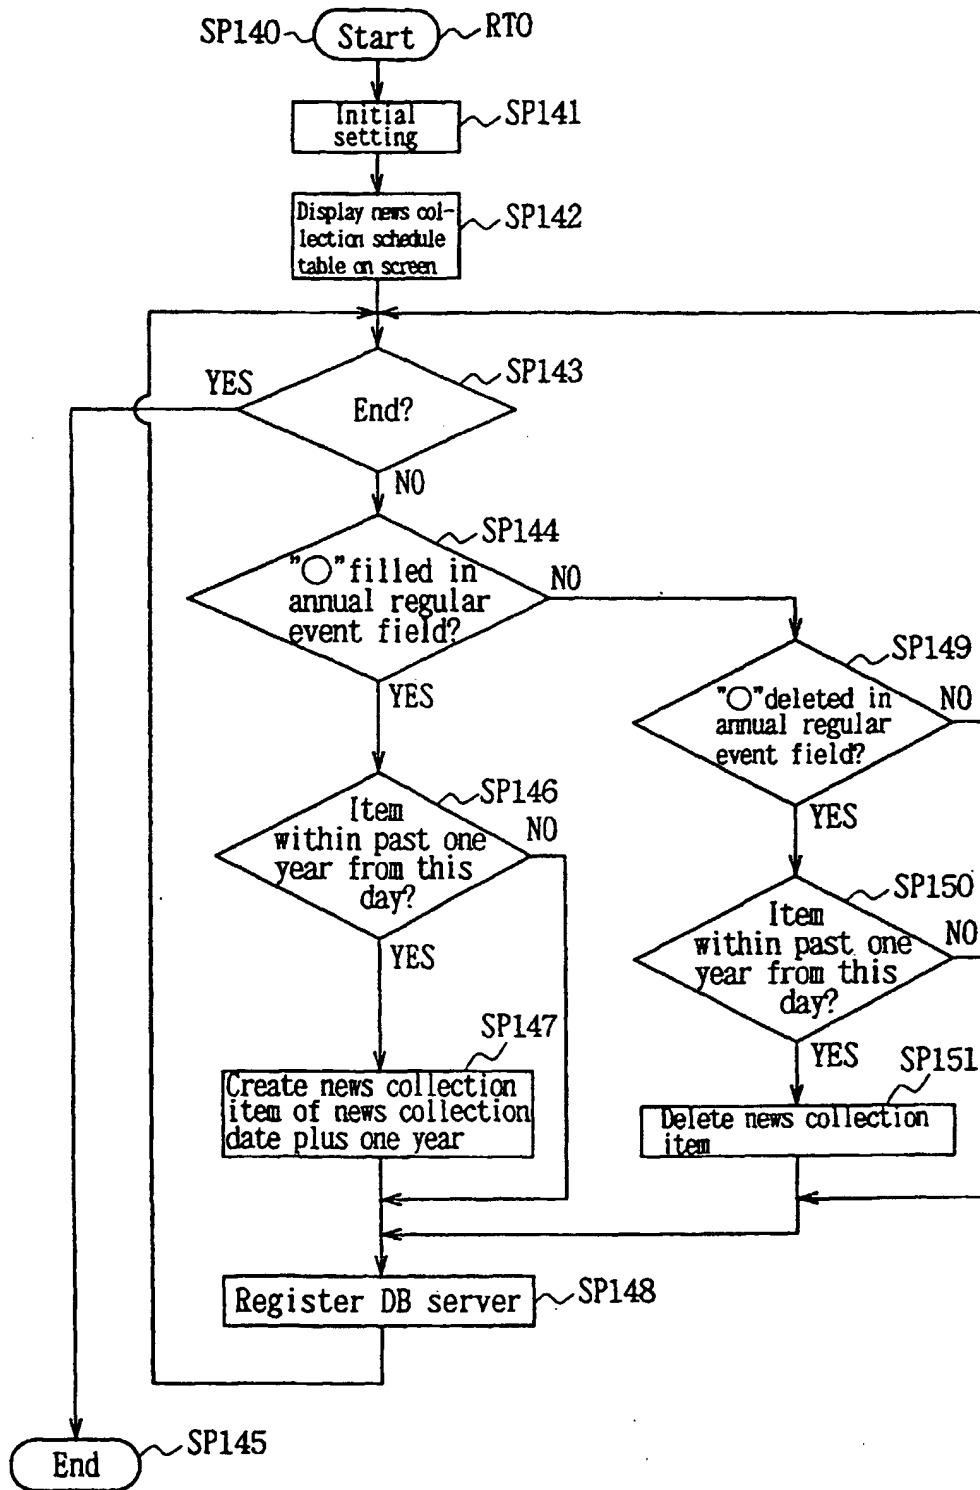 SP140 Start RT0
Initial
setting
SP141
Display news col-
lection schedule
table on screen
SP142
YES
SP143
End?
NO
SP144
"○" filled in
annual regular
event field?
NO
YES
SP149
"○" deleted in
annual regular
event field?
NO
YES
SP146
Item
within past one
year from this
day?
NO
YES
SP150
Item
within past one
year from this
day?
NO
YES
SP147
Create news collection
item of news collection
date plus one year
SP151
Delete news collection
item
Register DB server
SP148
End
SP145